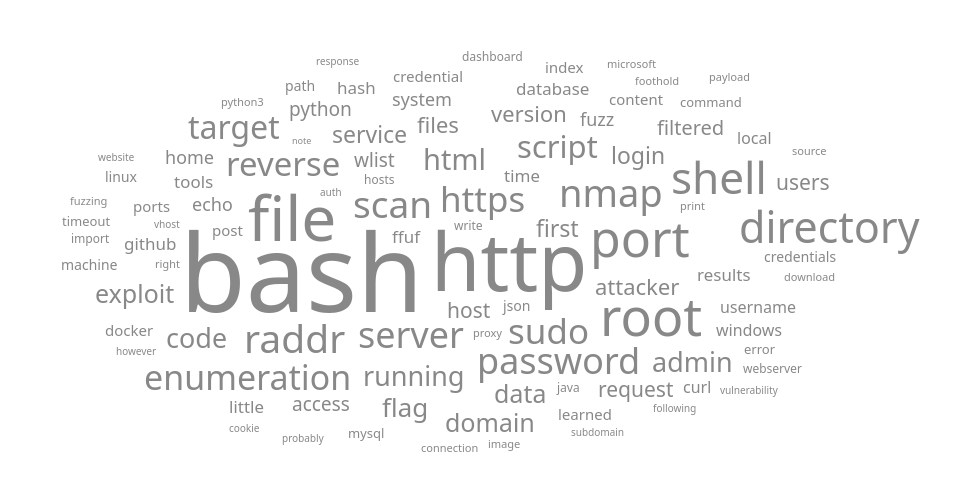 dashboard
response
index
microsoft
credential
foothold
payload
path
hash
database
python3
python
system
content
command
target
note
service
files
version
fuzz
filtered
local
website
home
reverse
wlist
html
script
login
source
linux
tools
hosts
time
shell
users
fuzzing
ports
echo
auth
file
scan
https
nmap
print
timeout
vhost
post
write
first
port
directory
import
github
ffuf
machine
right
bash
http
credentials
results
download
exploit
attacker
host
json
root
username
docker
code
raddr
server
proxy
sudo
windows
however
error
enumeration
running
password
admin
webserver
data
java
request
curl
vulnerability
little
access
flag
learned
following
cookie
probably
mysql
domain
subdomain
connection
image